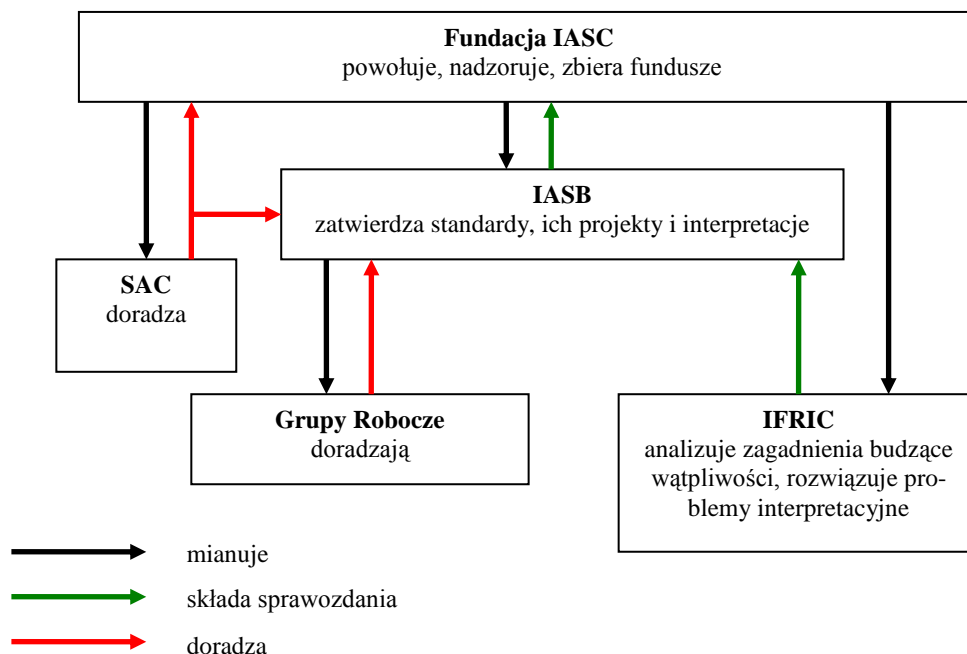 Fundacja IASC
powołuje, nadzoruje, zbiera fundusze
IASB
zatwierdza standardy, ich projekty i interpretacje
SAC
doradza
Grupy Robocze
doradzają
IFRIC
analizuje zagadnienia budzące
wątpliwości, rozwiązuje pro-
blemy interpretacyjne
mianuje
składa sprawozdania
doradza